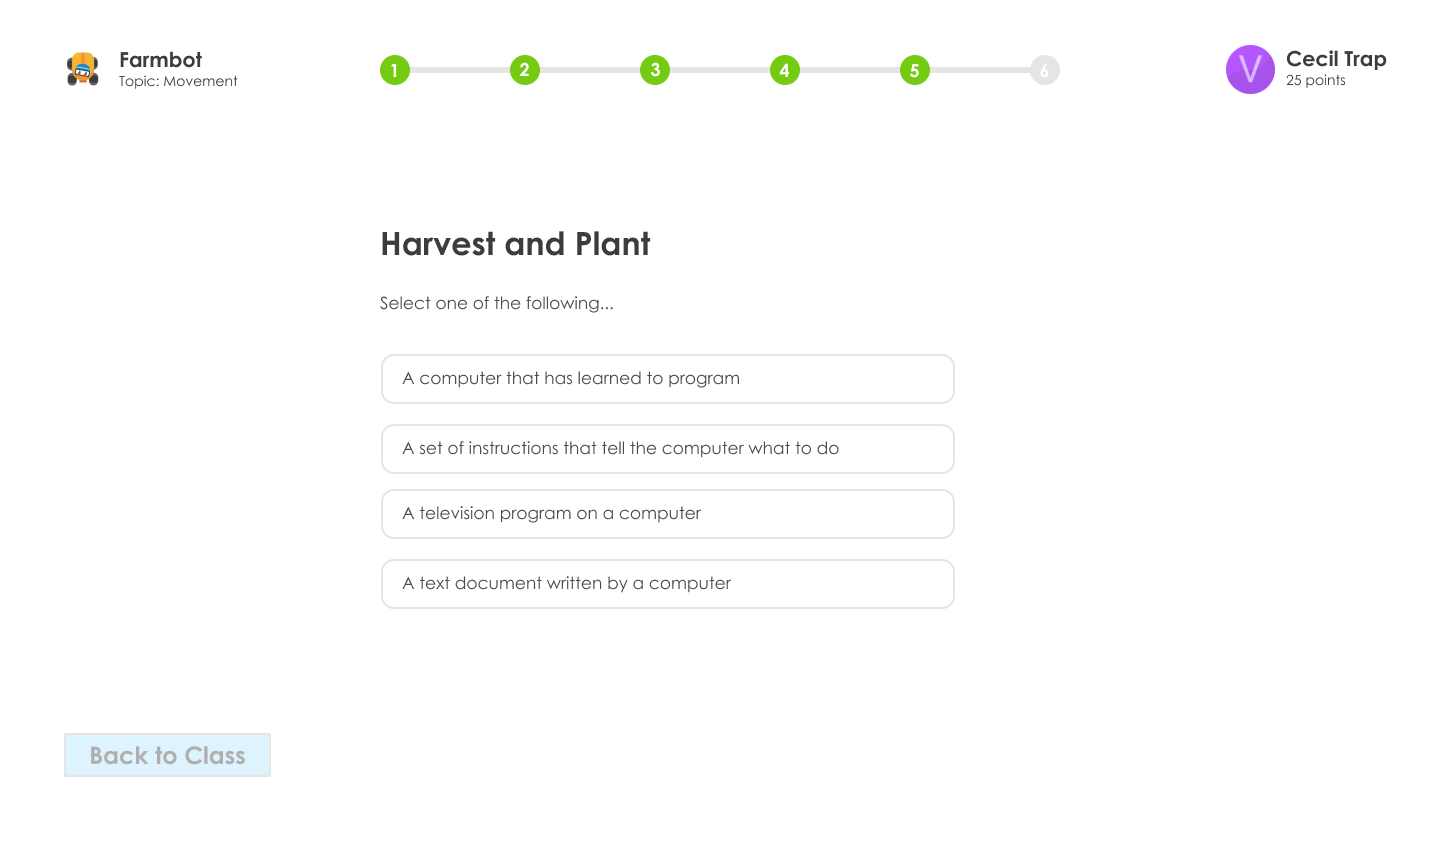 Farmbot
Topic: Movement
1 2 3 4 5 6
V
Cecil Trap
25 points
Harvest and Plant
Select one of the following...
A computer that has learned to program
A set of instructions that tell the computer what to do
A television program on a computer
A text document written by a computer
Back to Class